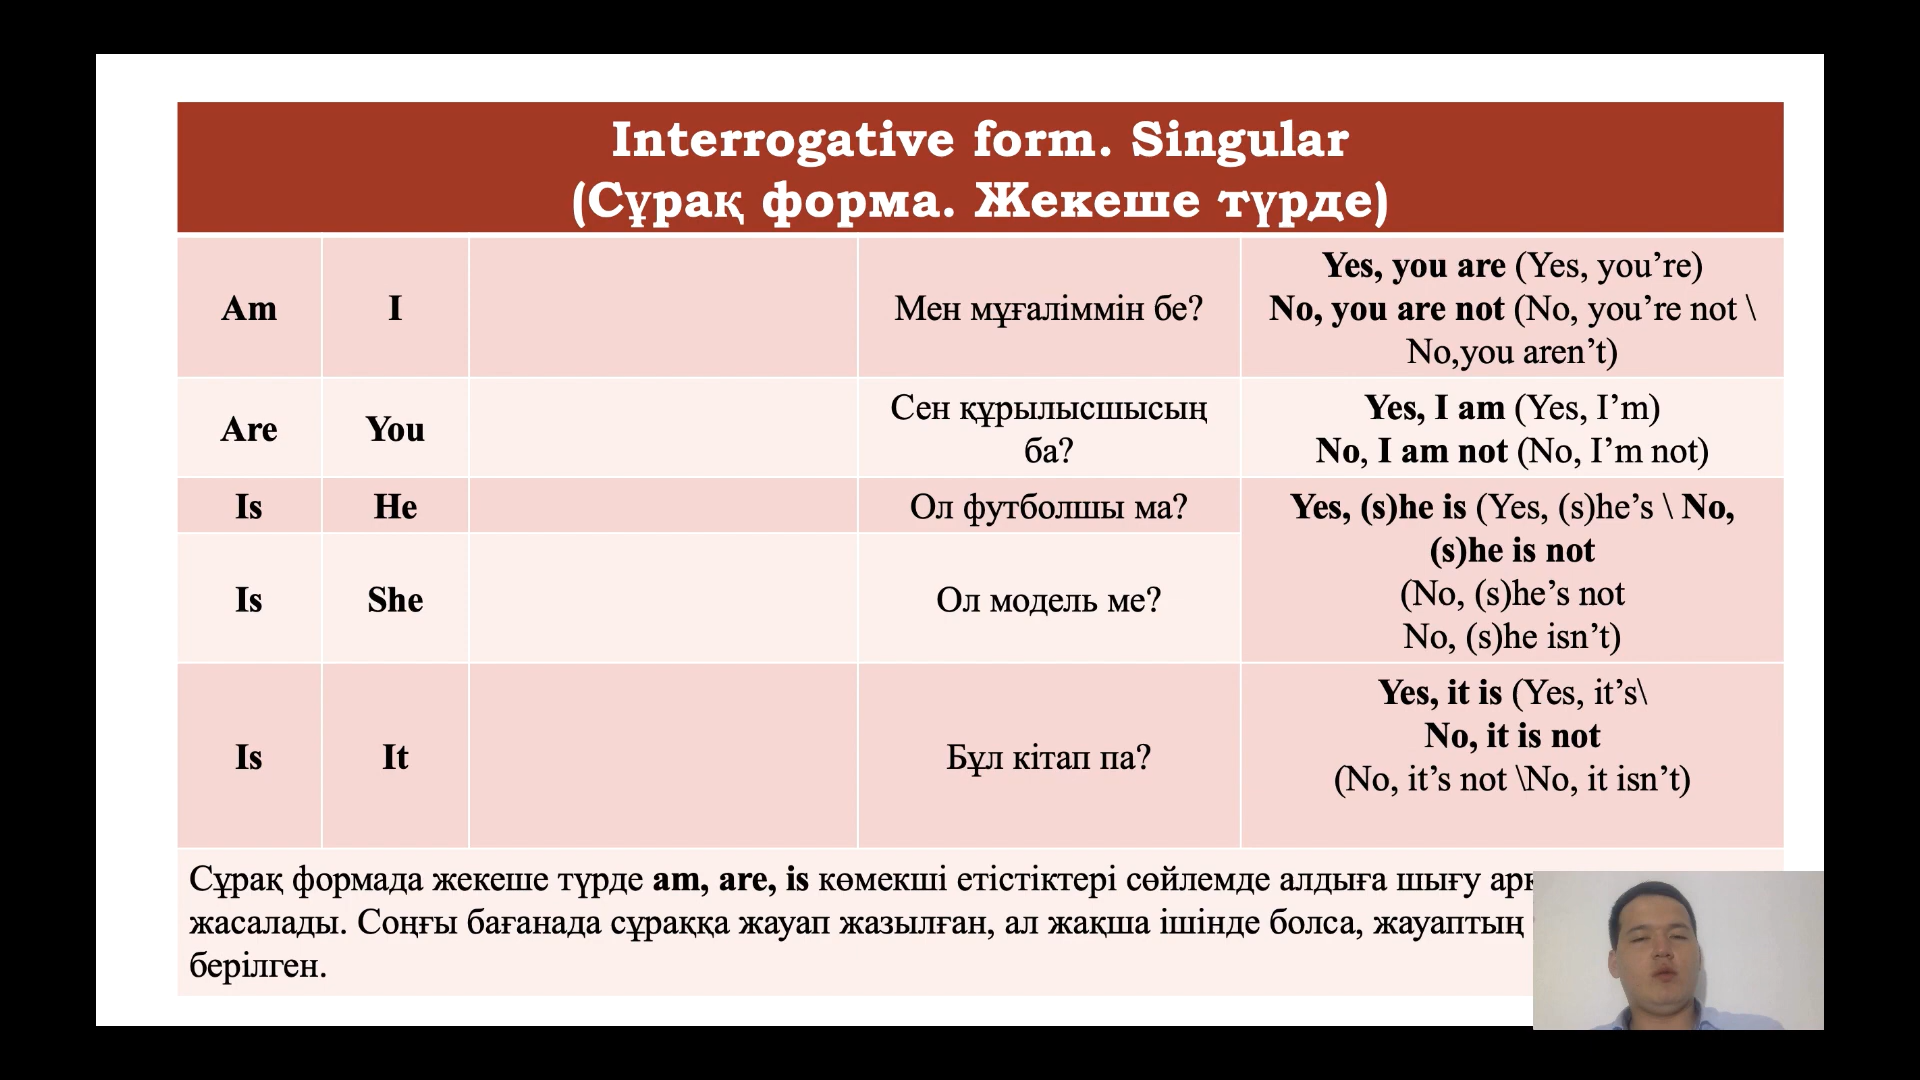 Interrogative form. Singular
(Сұрақ форма. Жекеше түрде)
Am
I
Мен мұғаліммін бе?
Yes, you are (Yes, you’re)
No, you are not (No, you’re not \
No,you aren’t)
Are
You
Сен құрылысшысың
ба?
Yes, I am (Yes, I’m)
No, I am not (No, I’m not)
Is
He
Ол футболшы ма?
Yes, (s)he is (Yes, (s)he’s \ No,
(s)he is not
(No, (s)he’s not
No, (s)he isn’t)
Is
She
Ол модель ме?
Is
It
Бұл кітап па?
Yes, it is (Yes, it’s\
No, it is not
(No, it’s not \No, it isn’t)
Сұрақ формада жекеше түрде am, are, is көмекші етістіктері сөйлемде алдыға шығу
жасалады. Соңғы бағанада сұраққа жауап жазылған, ал жақша ішінде болса, жауаптың
берілген.